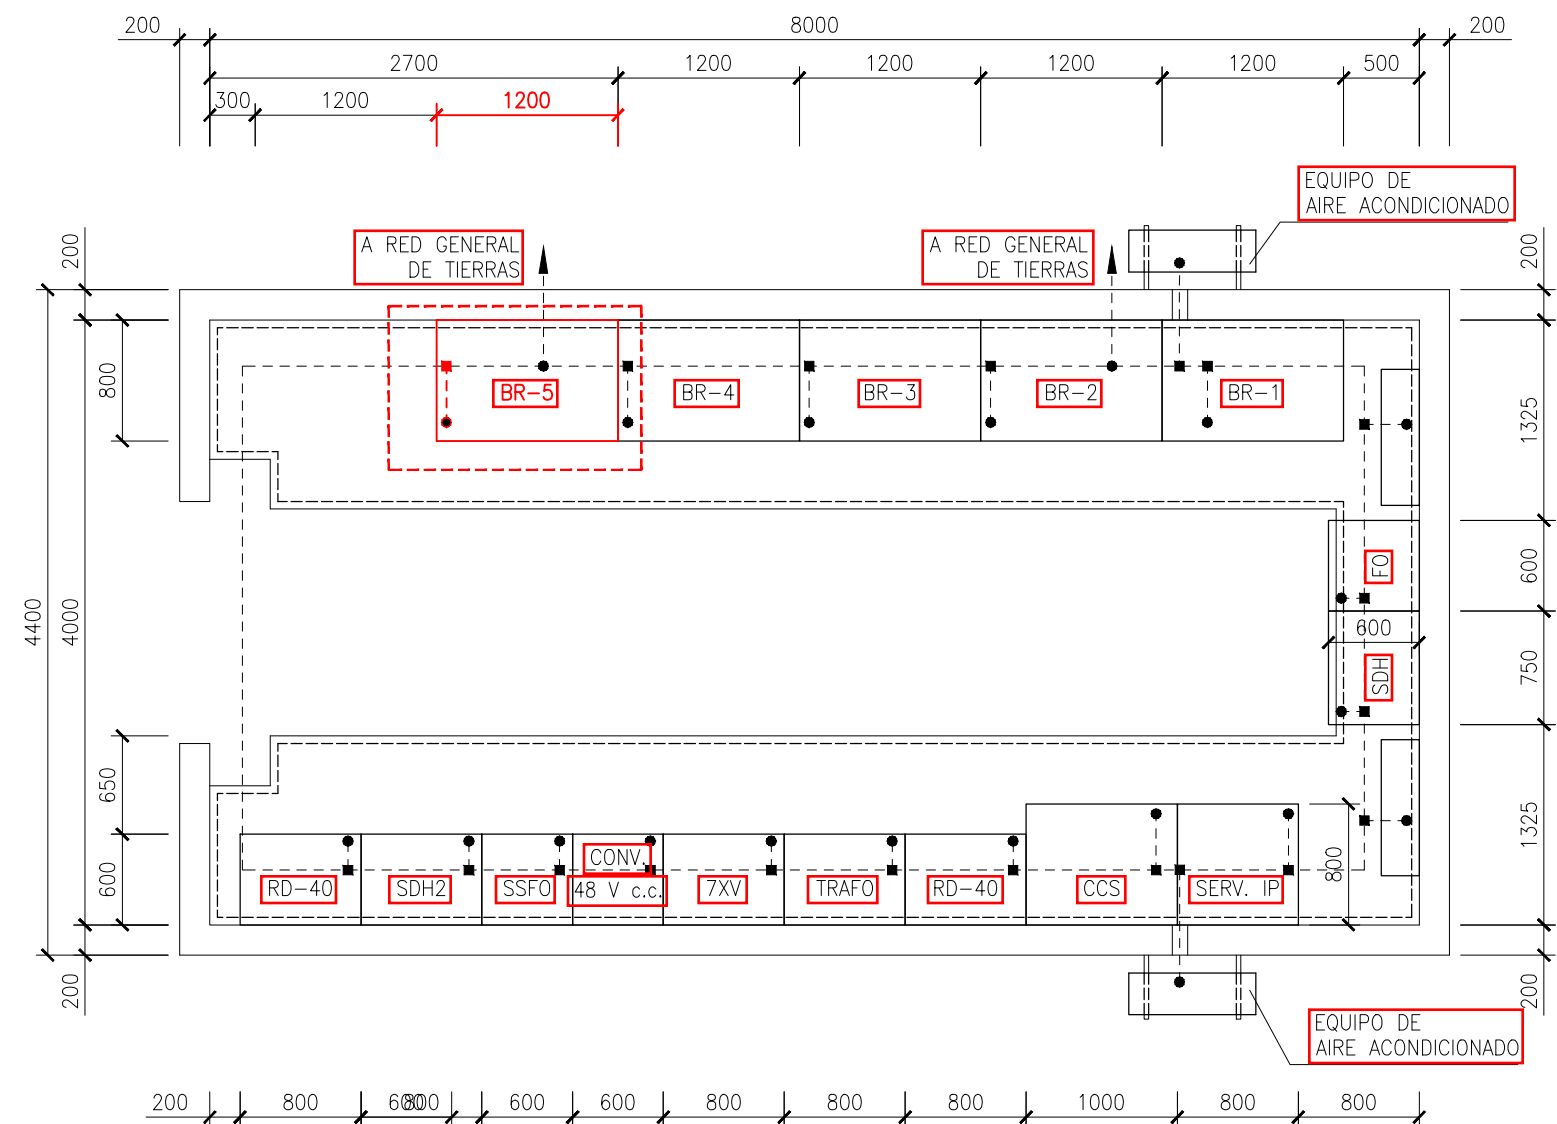 200 8000 200
2700 1200 1200 1200 1200 500
300 1200 1200
EQUIPO DE
AIRE ACONDICIONADO
A RED GENERAL
DE TIERRAS
A RED GENERAL
DE TIERRAS
200
200
4400
4000
800
650
600
200
BR-5 BR-4 BR-3 BR-2 BR-1
1325
600
750
1325
200
FO
600
SDH
CONV.
48 V c.c.
RD-40 SDH2 SSFO 7XV TRAFO RD-40 CCS SERV. IP
800
EQUIPO DE
AIRE ACONDICIONADO
200 800 600 800 600 600 800 800 800 1000 800 800